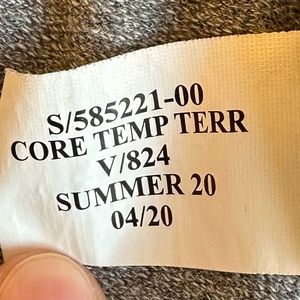 S/585221-00
CORE TEMP TERR
V/824
SUMMER 20
04/20